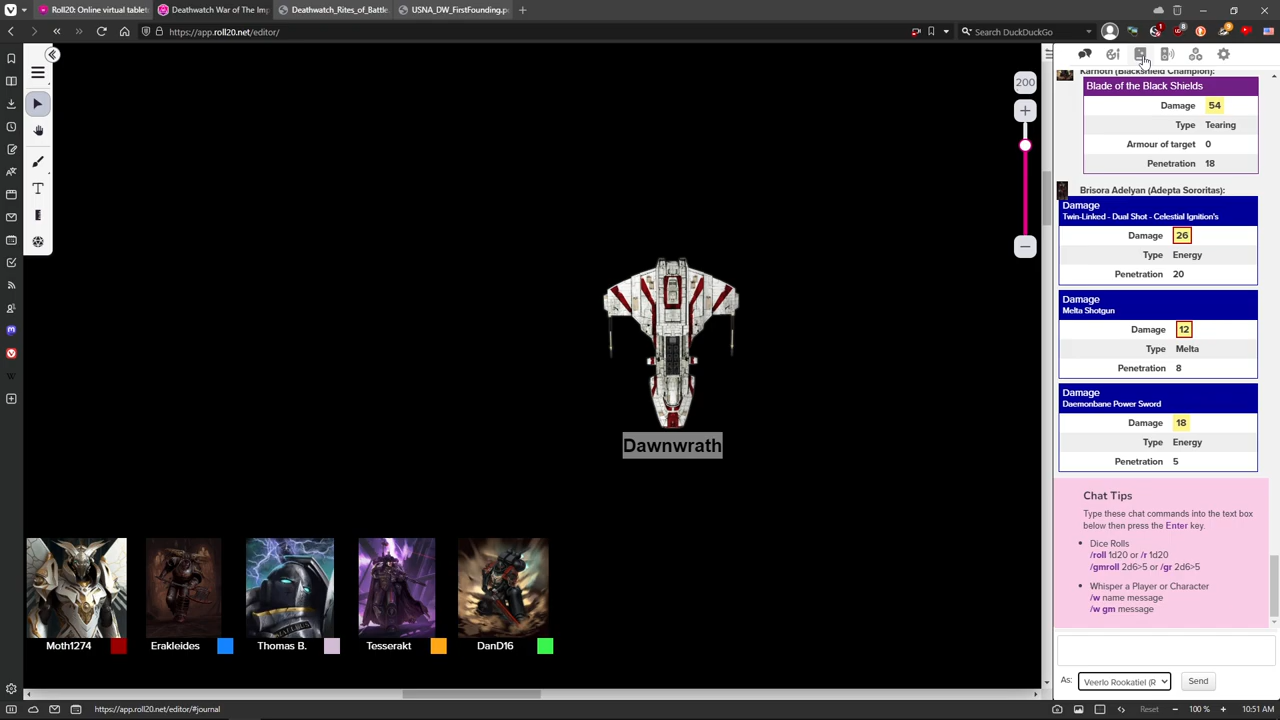 Roll20: Online virtual tablet
Deathwatch War of The Imp
Deathwatch_Rites_of_Battle
USNA_DW_FirstFounding.p
https://app.roll20.net/editor/
Search DuckDuckGo
200
Karnoth (Blackshield Champion):
Blade of the Black Shields
Damage 54
Type Tearing
Armour of target 0
Penetration 18
Brisora Adelyan (Adepta Sororitas):
Damage
Twin-Linked - Dual Shot - Celestial Ignition's
Damage 26
Type Energy
Penetration 20
Damage
Melta Shotgun
Damage 12
Type Melta
Penetration 8
Damage
Daemonbane Power Sword
Damage 18
Type Energy
Penetration 5
Dawnwrath
Chat Tips
Type these chat commands into the text box
below then press the Enter key.
Dice Rolls
/roll 1d20 or /r 1d20
/gmroll 2d6>5 or /gr 2d6>5
Whisper a Player or Character
/w name message
/w gm message
Moth1274
Erakleides
Thomas B.
Tesserakt
DanD16
As: Veerlo Rookatiel (R
Send
https://app.roll20.net/editor/#journal
Reset
100 %
10:51 AM